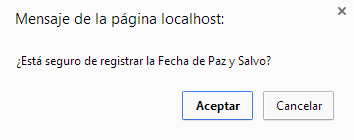 Mensaje de la página localhost:
¿Está seguro de registrar la Fecha de Paz y Salvo?
Aceptar
Cancelar